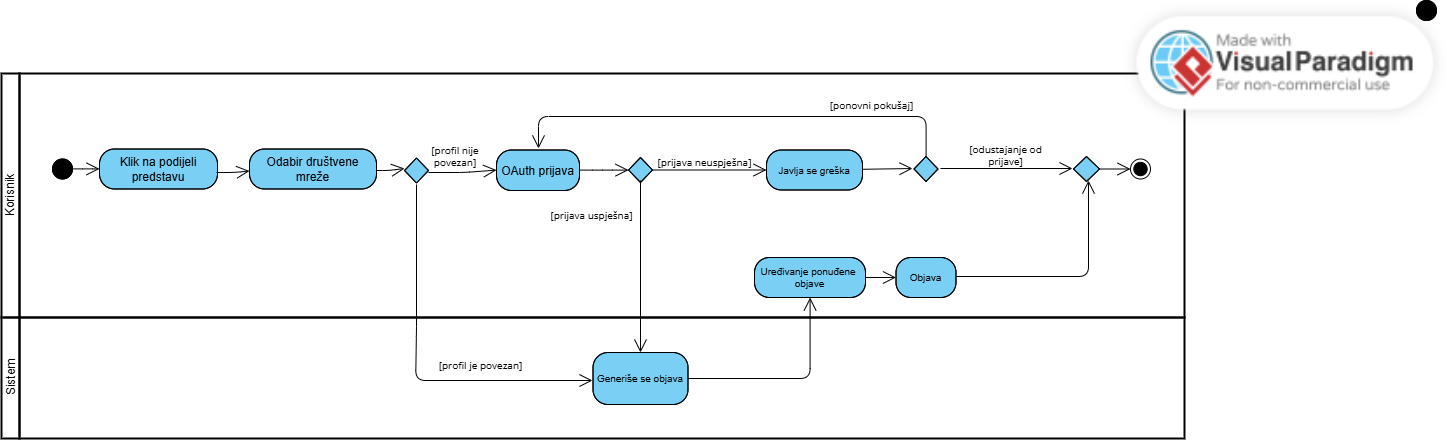 Made with
Visual Paradigm
For non-commercial use
Korisnik
[ponovni pokušaj]
Klik na podijeli
predstavu
Odabir društvene
mreže
[profil nije
povezan]
OAuth prijava
[prijava neuspješna]
Javlja se greška
[odustajanje od
prijave]
[prijava uspješna]
Uređivanje ponuđene
objave
Objava
Sistem
[profil je povezan]
Generiše se objava